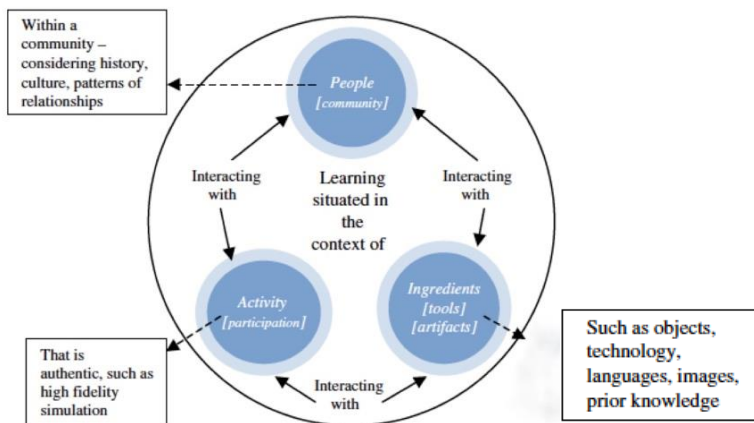 Within a
community –
considering history,
culture, patterns of
relationships
People
[community]
Interacting
with
Learning
situated in
the
context of
Interacting
with
Activity
[participation]
Ingredients
[tools]
[artifacts]
That is
authentic, such as
high fidelity
simulation
Interacting
with
Such as objects,
technology,
languages, images,
prior knowledge